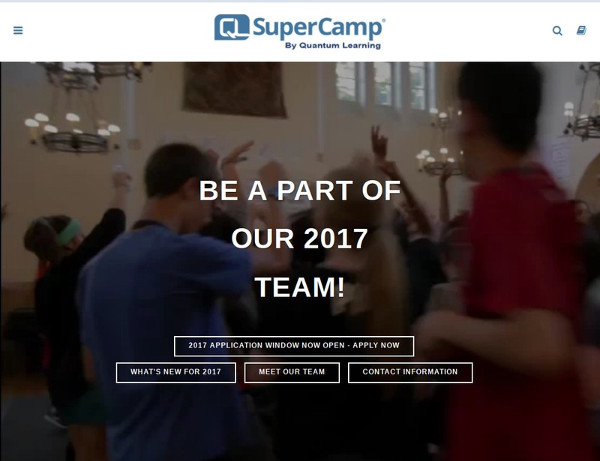 QL SuperCamp®
By Quantum Learning
BE A PART OF
OUR 2017
TEAM!
2017 APPLICATION WINDOW NOW OPEN - APPLY NOW
WHAT'S NEW FOR 2017
MEET OUR TEAM
CONTACT INFORMATION